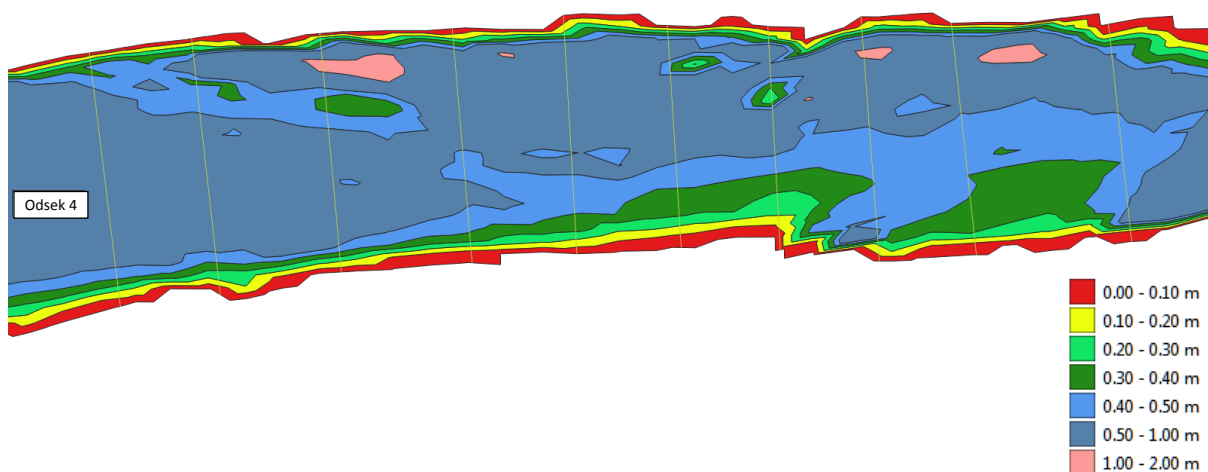 Odsek 4
0.00 - 0.10 m
0.10 - 0.20 m
0.20 - 0.30 m
0.30 - 0.40 m
0.40 - 0.50 m
0.50 - 1.00 m
1.00 - 2.00 m